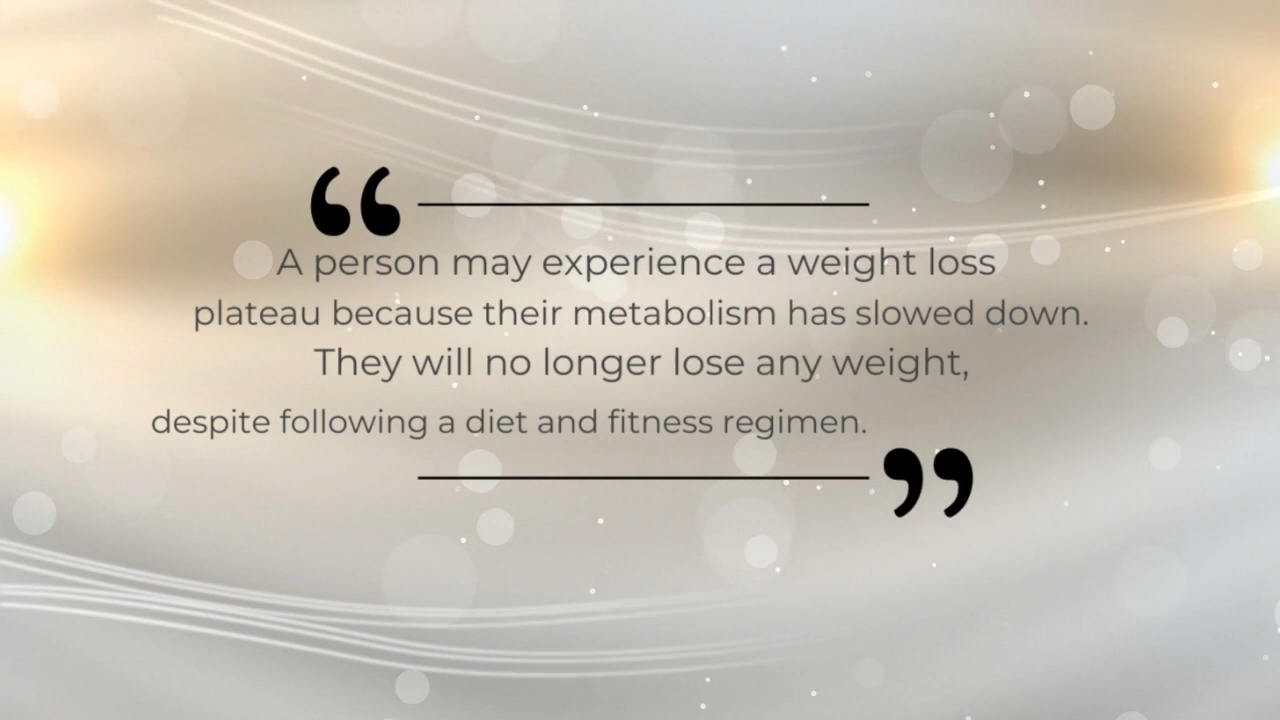 “
A person may experience a weight loss
plateau because their metabolism has slowed down.
They will no longer lose any weight,
despite following a diet and fitness regimen.
”